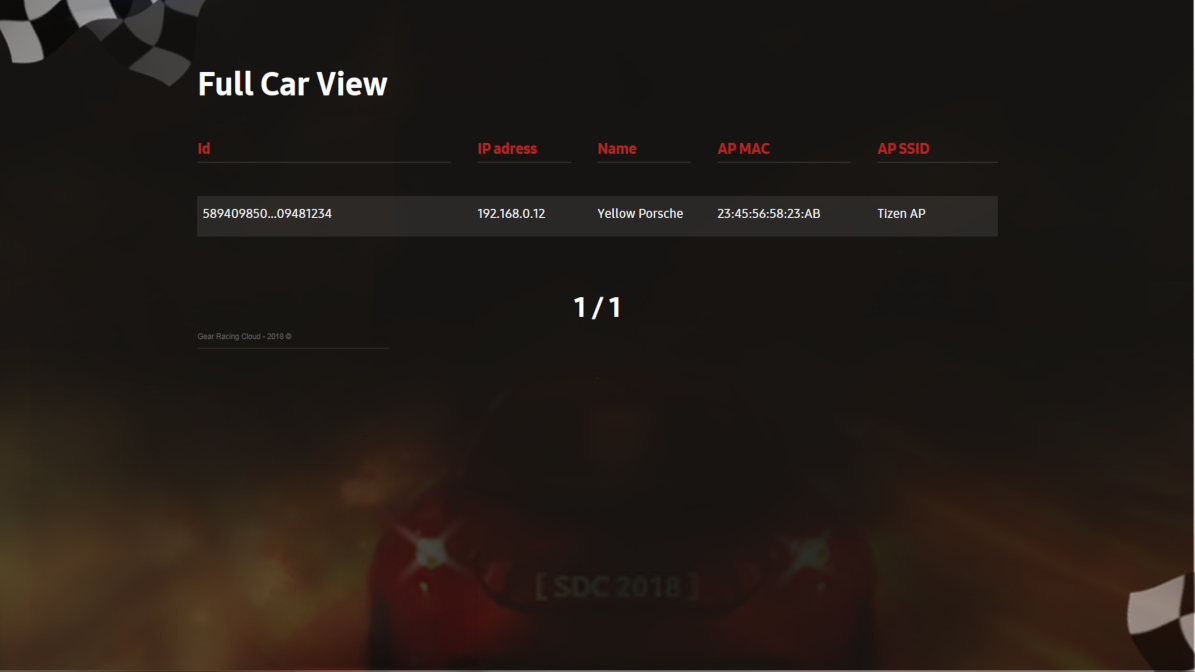 Full Car View
Id IP adress Name AP MAC AP SSID
589409850...09481234 192.168.0.12 Yellow Porsche 23:45:56:58:23:AB Tizen AP
1 / 1
Gear Racing Cloud - 2018 ©
[ SDC 2018 ]